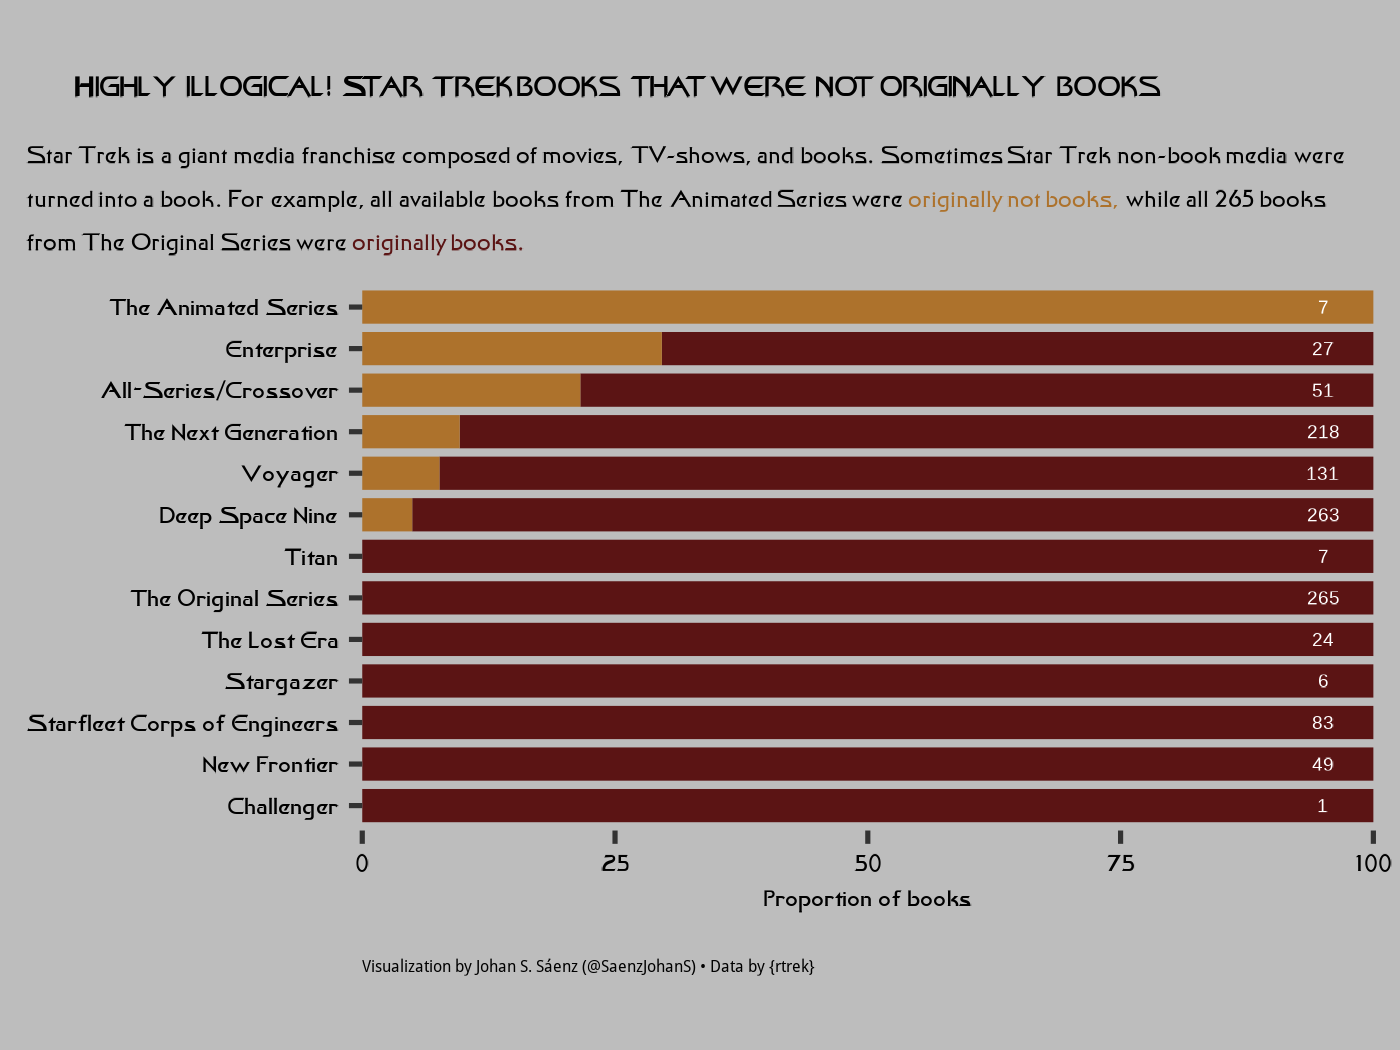 HIGHLY ILLOGICAL! STAR TREK BOOKS THAT WERE NOT ORIGINALLY BOOKS
Star Trek is a giant media franchise composed of movies, TV-shows, and books. Sometimes Star Trek non-book media were
turned into a book. For example, all available books from The Animated Series were originally not books, while all 265 books
from The Original Series were originally books.
The Animated Series 7
Enterprise 27
All-Series/Crossover 51
The Next Generation 218
Voyager 131
Deep Space Nine 263
Titan 7
The Original Series 265
The Lost Era 24
Stargazer 6
Starfleet Corps of Engineers 83
New Frontier 49
Challenger 1
0 25 50 75 100
Proportion of books
Visualization by Johan S. Sáenz (@SaenzJohanS) • Data by {rtrek}